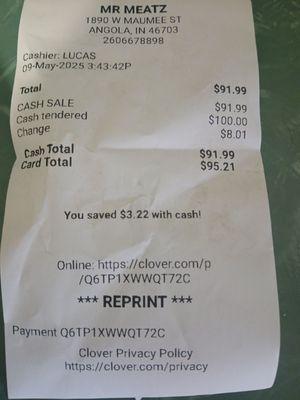 MR MEATZ
1890 W MAUMEE ST
ANGOLA, IN 46703
2606678898
Cashier: LUCAS
09-May-2025 3:43:42P
Total $91.99
CASH SALE $91.99
Cash tendered $100.00
Change $8.01
Cash Total $91.99
Card Total $95.21
You saved $3.22 with cash!
Online: https://clover.com/p
/Q6TP1XWWQT72C
*** REPRINT ***
Payment Q6TP1XWWQT72C
Clover Privacy Policy
https://clover.com/privacy